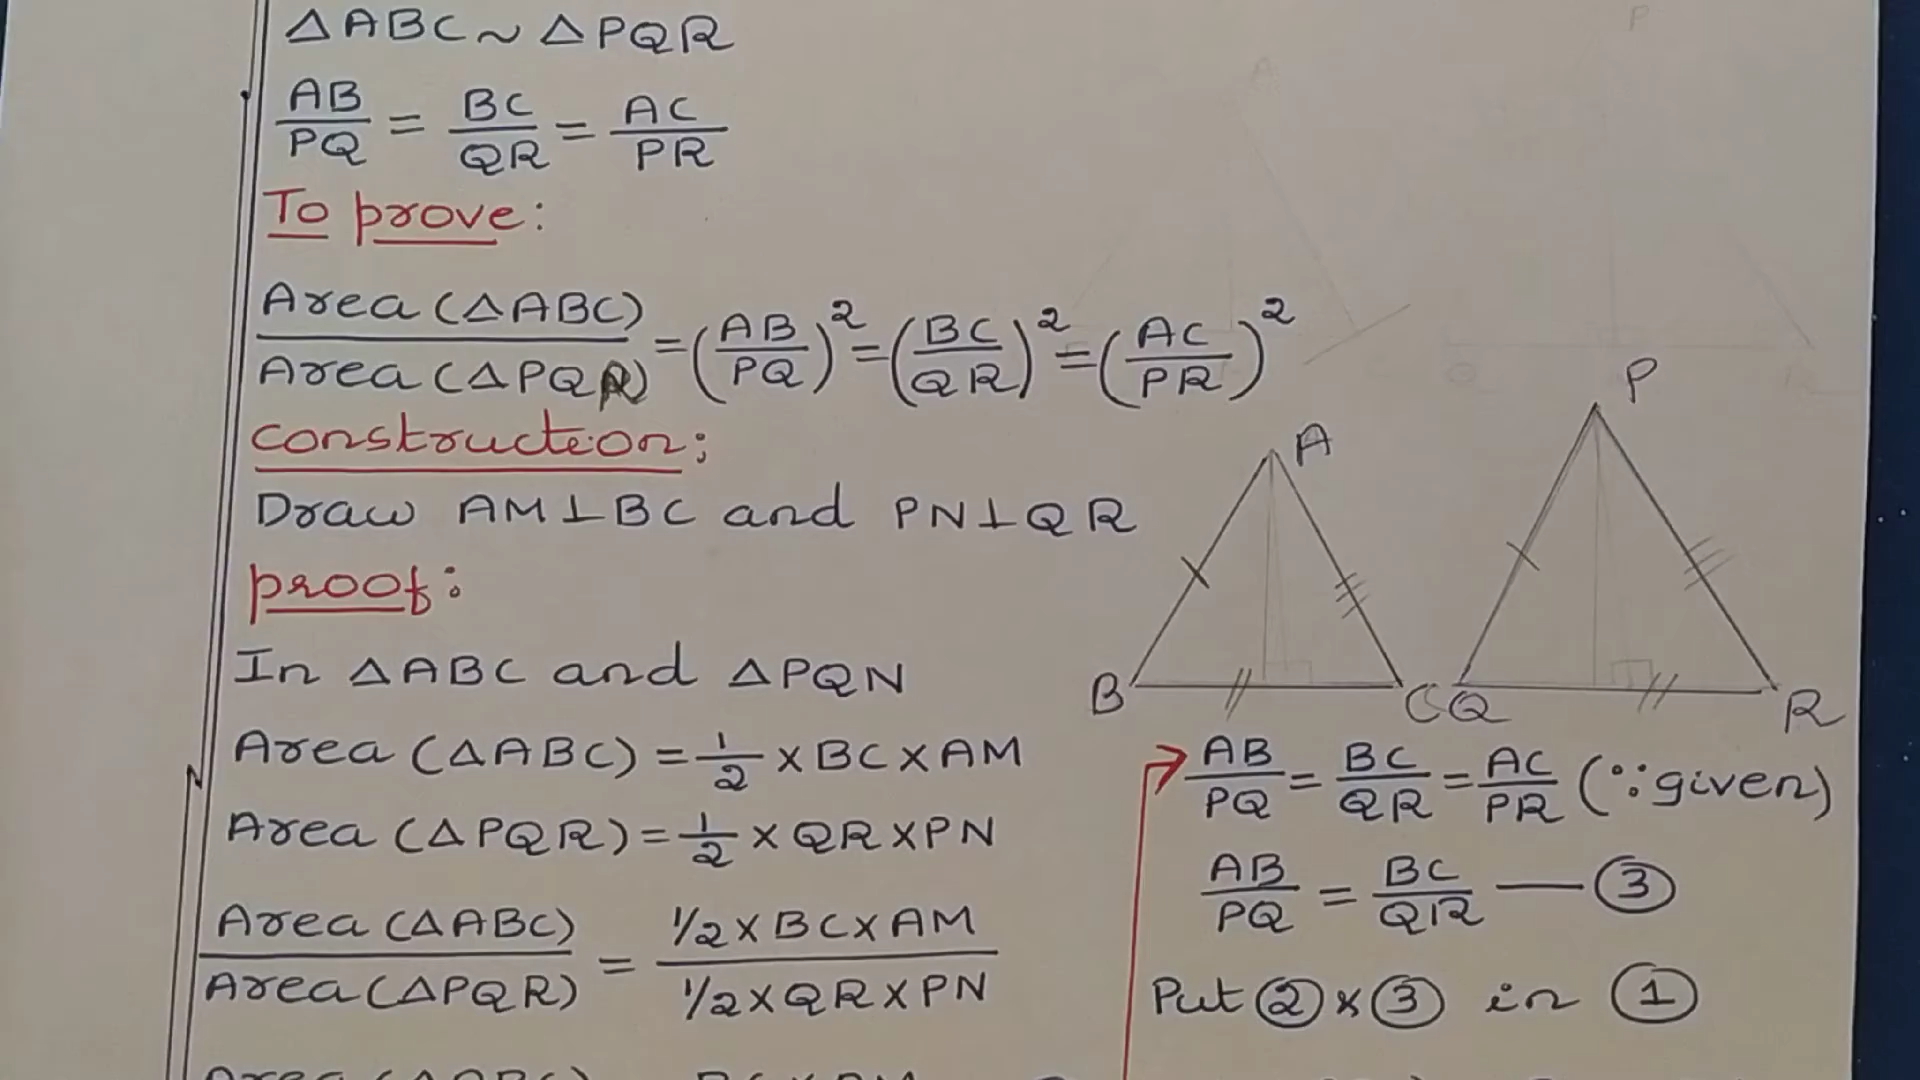 △ABC ~ △PQR
AB/PQ = BC/QR = AC/PR
To prove:
Area (△ABC)/Area (△PQR) = (AB/PQ)² = (BC/QR)² = (AC/PR)²
construction:
Draw AM⊥BC and PN⊥QR
proof:
In △ABC and △PQN
Area (△ABC) = 1/2 × BC × AM
Area (△PQR) = 1/2 × QR × PN
Area (△ABC)/Area (△PQR) = 1/2 × BC × AM/1/2 × QR × PN
A
B
C
P
Q
R
AB/PQ = BC/QR = AC/PR (∵ given)
AB/PQ = BC/QR — ③
Put ② & ③ in ①